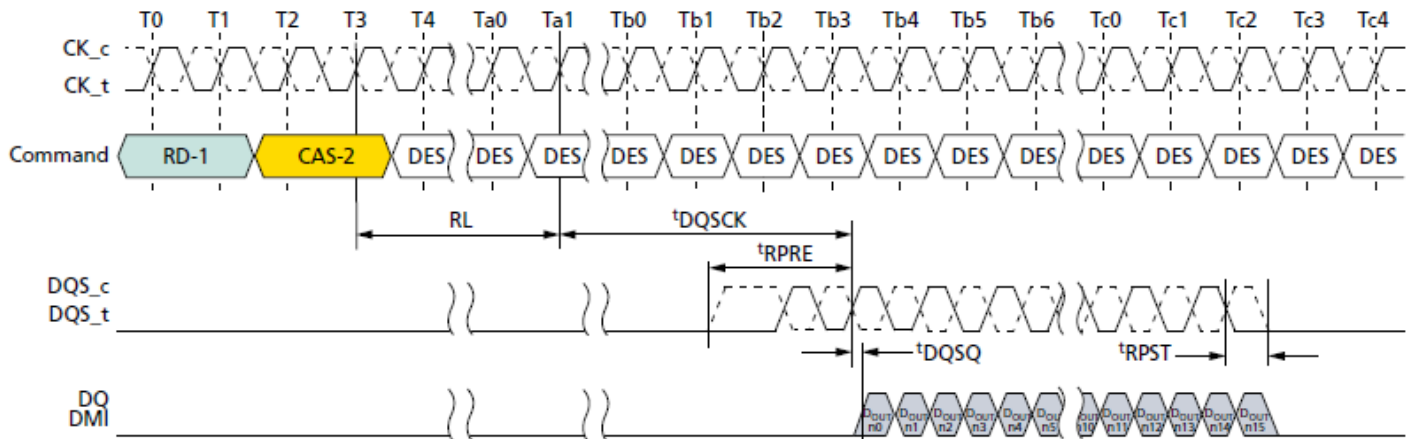 T0 T1 T2 T3 T4 Ta0 Ta1 Tb0 Tb1 Tb2 Tb3 Tb4 Tb5 Tb6 Tc0 Tc1 Tc2 Tc3 Tc4
CK_c
CK_t
Command RD-1 CAS-2 DES DES DES DES DES DES DES DES DES DES DES DES DES DES DES
RL tDQSCK
tRPRE
DQS_c
DQS_t
tDQSQ tRPST
DQ
DMI
DOUT n0 DOUT n1 DOUT n2 DOUT n3 DOUT n4 DOUT n5 DOUT n10 DOUT n11 DOUT n12 DOUT n13 DOUT n14 DOUT n15